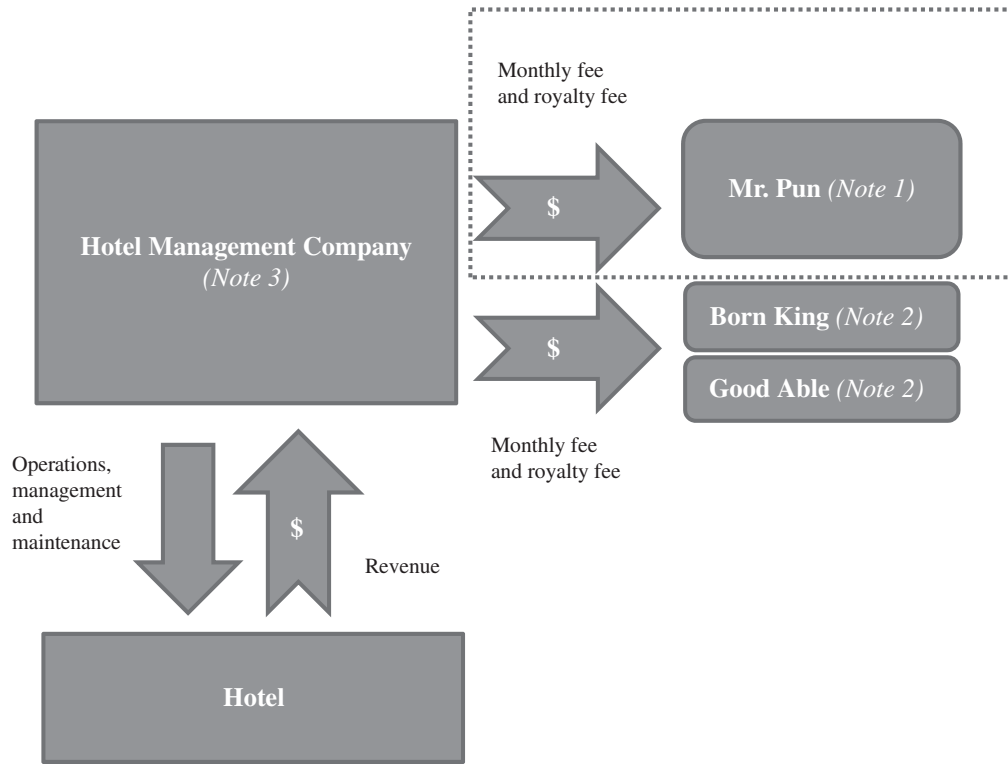 Monthly fee
and royalty fee
Hotel Management Company
(Note 3)
$
Mr. Pun (Note 1)
$
Born King (Note 2)
Good Able (Note 2)
Monthly fee
and royalty fee
Operations,
management
and
maintenance
$
Revenue
Hotel